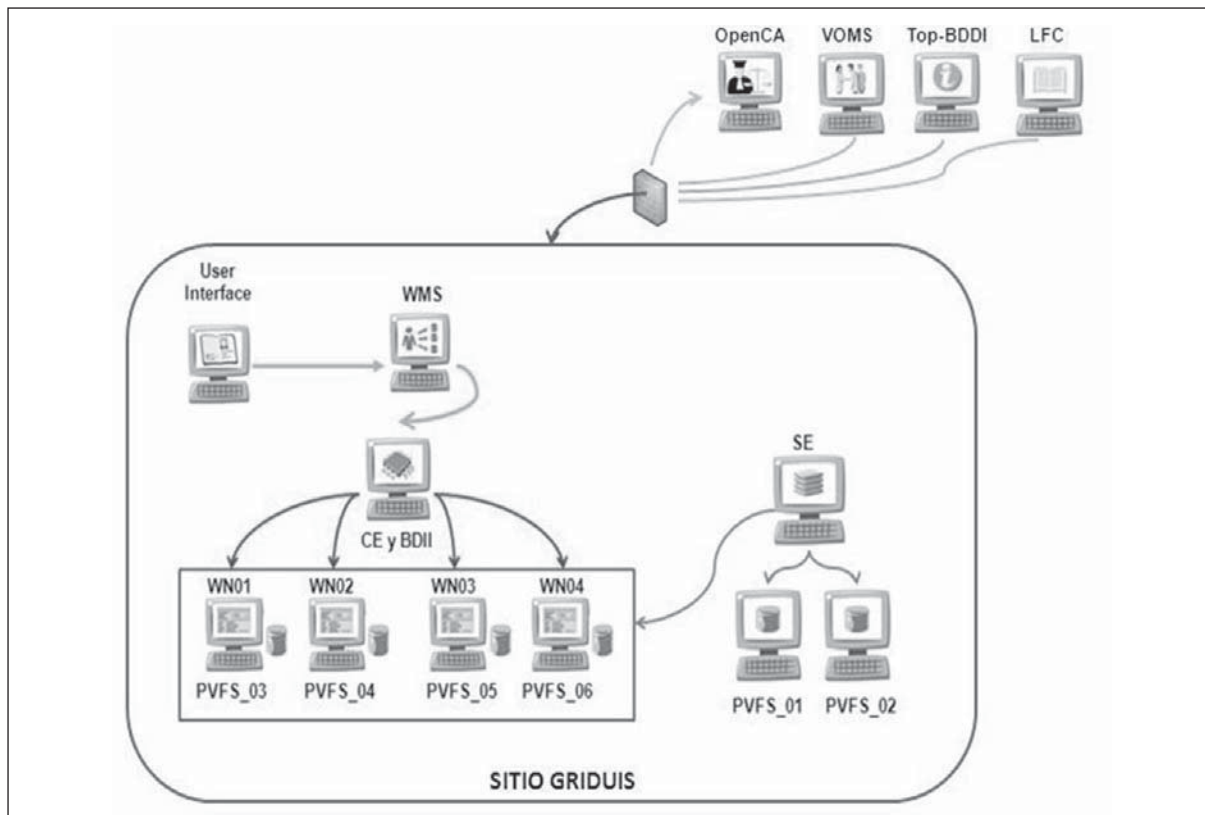 OpenCA VOMS Top-BDDI LFC
User
Interface
WMS
SE
CE y BDII
WN01 WN02 WN03 WN04
PVFS_03 PVFS_04 PVFS_05 PVFS_06
PVFS_01 PVFS_02
SITIO GRIDUIS